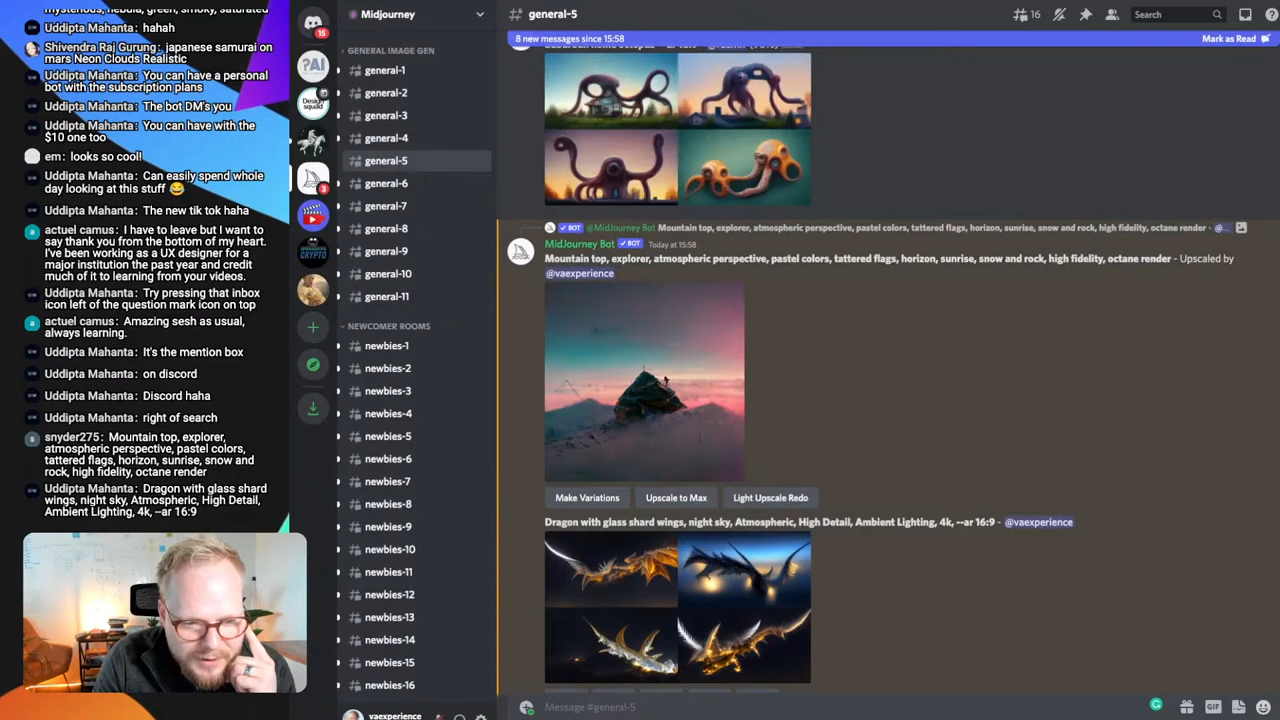 mysterious, nebula, green, smoky, saturated
Uddipta Mahanta: hahah
Shivendra Raj Gurung: japanese samurai on
mars Neon Clouds Realistic
Uddipta Mahanta: You can have a personal
bot with the subscription plans
Uddipta Mahanta: The bot DM's you
Uddipta Mahanta: You can have with the
$10 one too
em: looks so cool!
Uddipta Mahanta: Can easily spend whole
day looking at this stuff 😂
Uddipta Mahanta: The new tik tok haha
actuel camus: I have to leave but I want to
say thank you from the bottom of my heart.
I've been working as a UX designer for a
major institution the past year and credit
much of it to learning from your videos.
Uddipta Mahanta: Try pressing that inbox
icon left of the question mark icon on top
actuel camus: Amazing sesh as usual,
always learning.
Uddipta Mahanta: It's the mention box
Uddipta Mahanta: on discord
Uddipta Mahanta: Discord haha
Uddipta Mahanta: right of search
snyder275: Mountain top, explorer,
atmospheric perspective, pastel colors,
tattered flags, horizon, sunrise, snow and
rock, high fidelity, octane render
Uddipta Mahanta: Dragon with glass shard
wings, night sky, Atmospheric, High Detail,
Ambient Lighting, 4k, --ar 16:9
15
PAI
Design
squad
3
CRYPTO
Midjourney
GENERAL IMAGE GEN
general-1
general-2
general-3
general-4
general-5
general-6
general-7
general-8
general-9
general-10
general-11
NEWCOMER ROOMS
newbies-1
newbies-2
newbies-3
newbies-4
newbies-5
newbies-6
newbies-7
newbies-8
newbies-9
newbies-10
newbies-11
newbies-12
newbies-13
newbies-14
newbies-15
newbies-16
vaexperience
general-5
16
Search
8 new messages since 15:58
Mark as Read
BOT @MidJourney Bot Mountain top, explorer, atmospheric perspective, pastel colors, tattered flags, horizon, sunrise, snow and rock, high fidelity, octane render - @...
MidJourney Bot BOT Today at 15:58
Mountain top, explorer, atmospheric perspective, pastel colors, tattered flags, horizon, sunrise, snow and rock, high fidelity, octane render - Upscaled by
@vaexperience
Make Variations
Upscale to Max
Light Upscale Redo
Dragon with glass shard wings, night sky, Atmospheric, High Detail, Ambient Lighting, 4k, --ar 16:9 - @vaexperience
Message #general-5
GIF